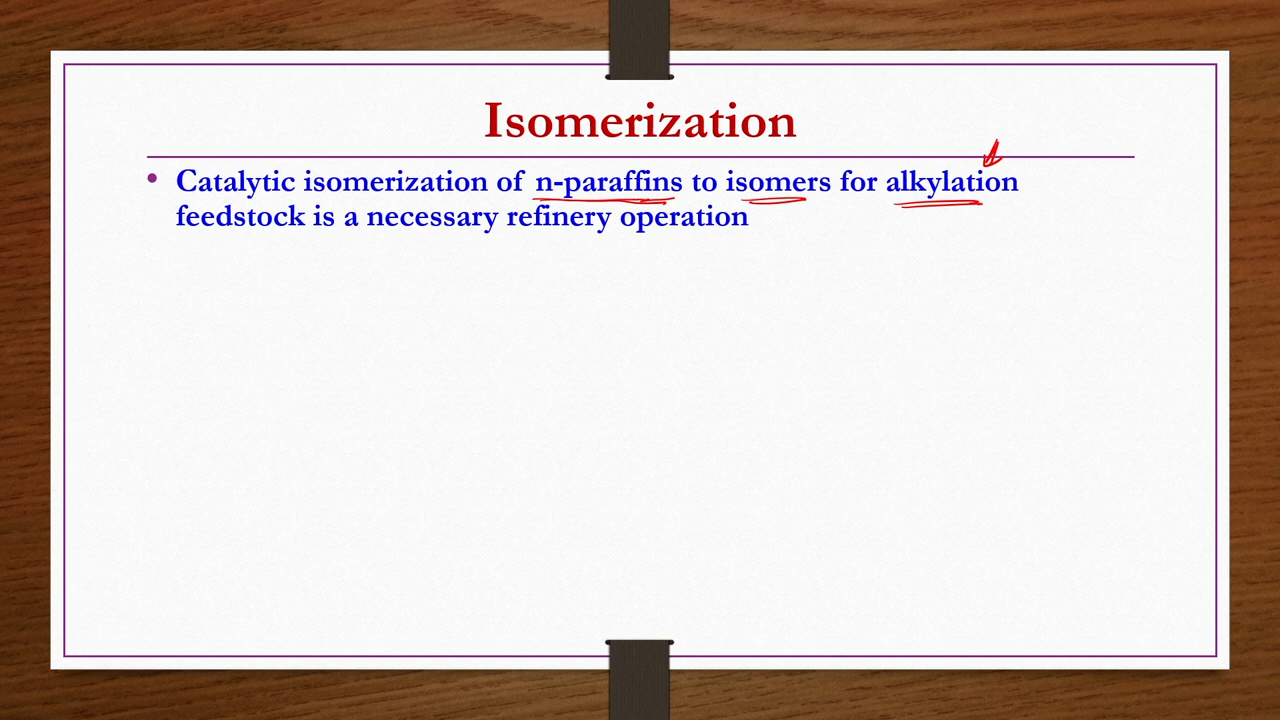 Isomerization
• Catalytic isomerization of n-paraffins to isomers for alkylation
feedstock is a necessary refinery operation